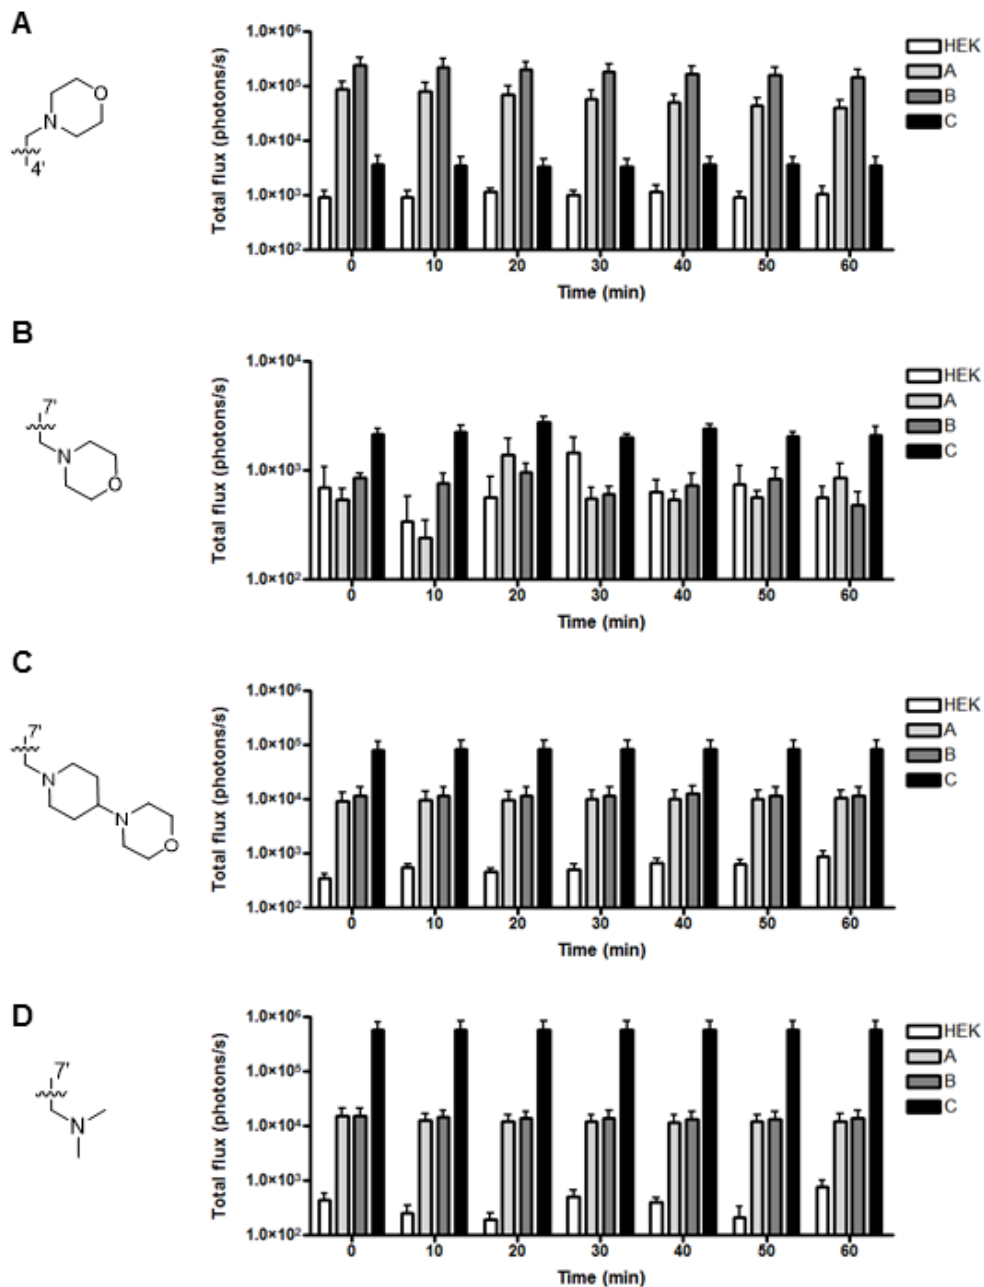 A
N
O
4'
Total flux (photons/s)
1.0×10⁶
1.0×10⁵
1.0×10⁴
1.0×10³
1.0×10²
0 10 20 30 40 50 60
Time (min)
HEK
A
B
C
B
7'
N
O
Total flux (photons/s)
1.0×10⁴
1.0×10³
1.0×10²
0 10 20 30 40 50 60
Time (min)
HEK
A
B
C
C
7'
N
N
O
Total flux (photons/s)
1.0×10⁶
1.0×10⁵
1.0×10⁴
1.0×10³
1.0×10²
0 10 20 30 40 50 60
Time (min)
HEK
A
B
C
D
7'
N
Total flux (photons/s)
1.0×10⁶
1.0×10⁵
1.0×10⁴
1.0×10³
1.0×10²
0 10 20 30 40 50 60
Time (min)
HEK
A
B
C